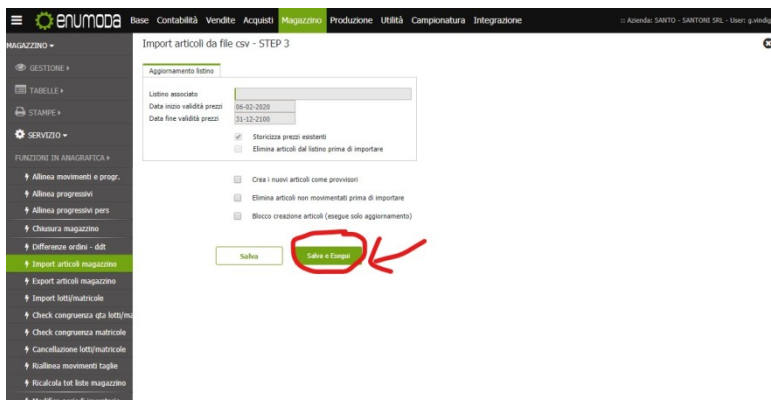 enumoda Base Contabilità Vendite Acquisti Magazzino Produzione Utilità Campionatura Integrazione :: Azienda: SANTO - SANTONI SRL - User: g.vindig
MAGAZZINO
Import articoli da file csv - STEP 3
GESTIONE
Aggiornamento listino
TABELLE
Listino associato
Data inizio validità prezzi 06-02-2020
STAMPE
Data fine validità prezzi 31-12-2100
SERVIZIO
Storicizza prezzi esistenti
Elimina articoli dal listino prima di importare
FUNZIONI IN ANAGRAFICA
Allinea movimenti e progr.
Crea i nuovi articoli come provvisori
Allinea progressivi
Elimina articoli non movimentati prima di importare
Allinea progressivi pers
Blocco creazione articoli (esegue solo aggiornamento)
Chiusura magazzino
Differenze ordini - ddt
Salva Salva e Esegui
Import articoli magazzino
Export articoli magazzino
Import lotti/matricole
Check congruenza qta lotti/ma
Check congruenza matricole
Cancellazione lotti/matricole
Riallinea movimenti taglie
Ricalcola tot liste magazzino